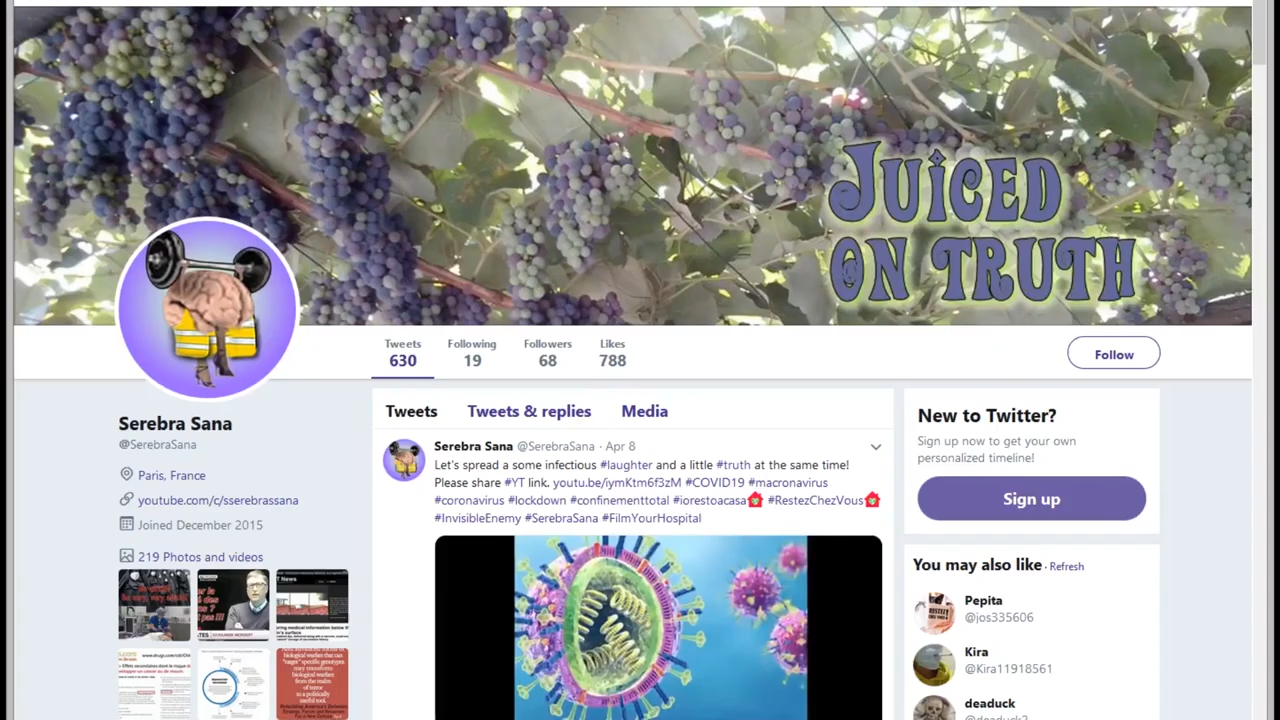 JUICED
ON TRUTH
Tweets
630
Following
19
Followers
68
Likes
788
Follow
Serebra Sana
@SerebraSana
Paris, France
youtube.com/c/sserebrassana
Joined December 2015
219 Photos and videos
Tweets
Tweets & replies
Media
Serebra Sana @SerebraSana · Apr 8
Let's spread a some infectious #laughter and a little #truth at the same time!
Please share #YT link. youtu.be/iymKtm6f3zM #COVID19 #macronavirus
#coronavirus #lockdown #confinementtotal #iorestoacasa #RestezChezVous
#InvisibleEnemy #SerebraSana #FilmYourHospital
New to Twitter?
Sign up now to get your own
personalized timeline!
Sign up
You may also like · Refresh
Pepita
@jos335606
Kira
@Kira11918561
deaduck
@deaduck2